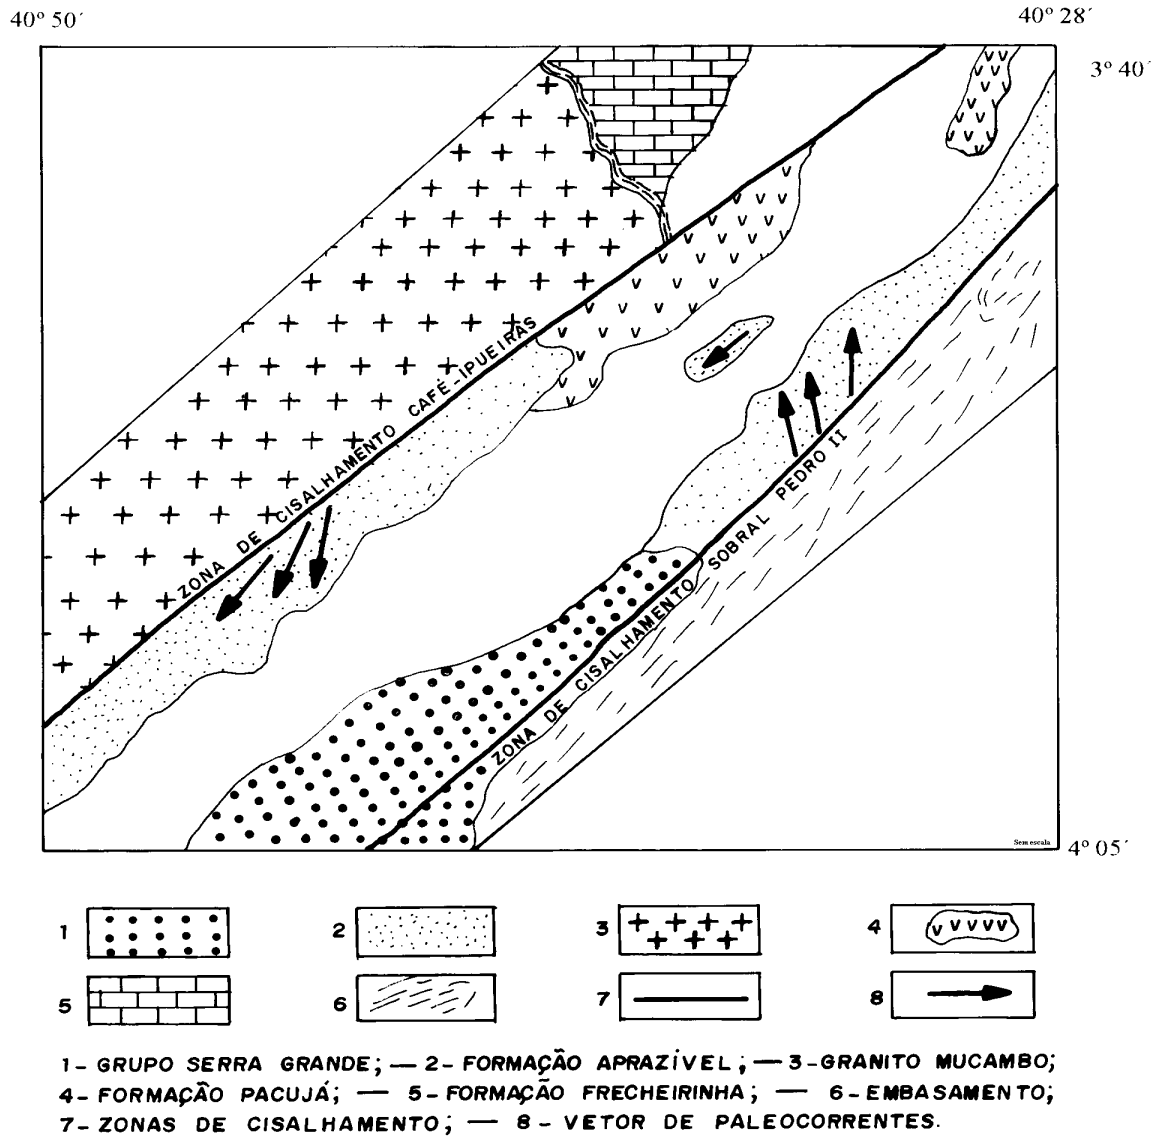 40° 50´
40° 28´
3° 40´
ZONA DE CISALHAMENTO CAFÉ-IPUEIRAS
ZONA DE CISALHAMENTO SOBRAL PEDRO II
Sem escala
4° 05´
1
2
3
4
5
6
7
8
1- GRUPO SERRA GRANDE; — 2- FORMAÇÃO APRAZÍVEL; — 3-GRANITO MUCAMBO;
4- FORMAÇÃO PACUJÁ; — 5- FORMAÇÃO FRECHEIRINHA; — 6-EMBASAMENTO;
7- ZONAS DE CISALHAMENTO; — 8- VETOR DE PALEOCORRENTES.